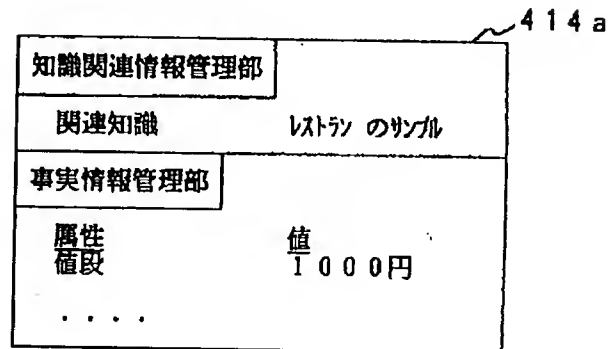 414a
知識関連情報管理部
関連知識 レストラン のサンプル
事実情報管理部
属性 値
値段 1000円
....